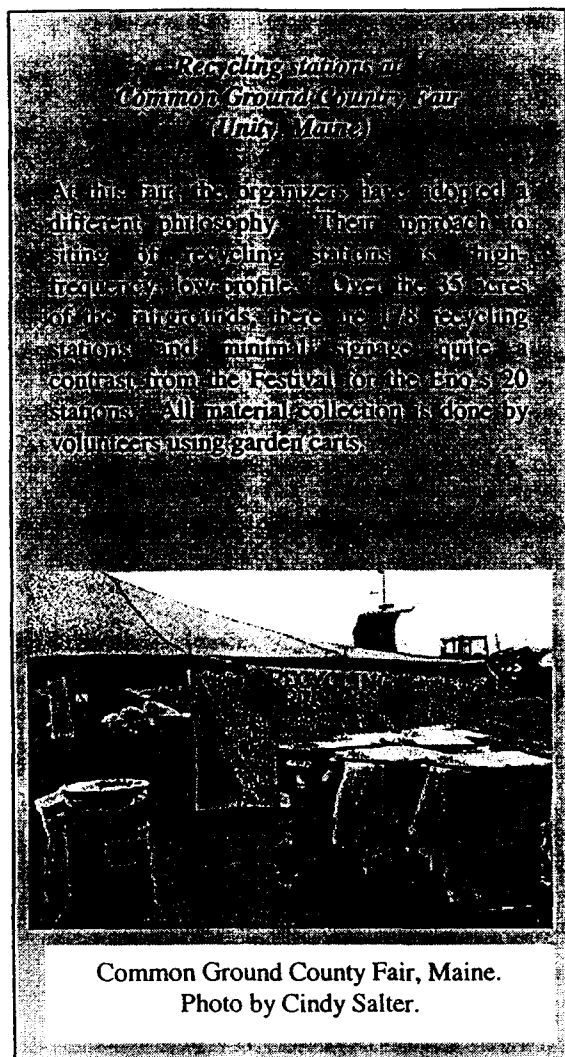 Recycling stations at
Common Ground Country Fair
(Unity, Maine)
At this fair, the organizers have adopted a
different philosophy. Their approach to
siting of recycling stations is high-
frequency, low profile. Over the 35 acres
of the fairgrounds, there are 178 recycling
stations and minimal signage, quite a
contrast from the Festival for the Eno's 20
stations. All material collection is done by
volunteers using garden carts.
Common Ground County Fair, Maine.
Photo by Cindy Salter.